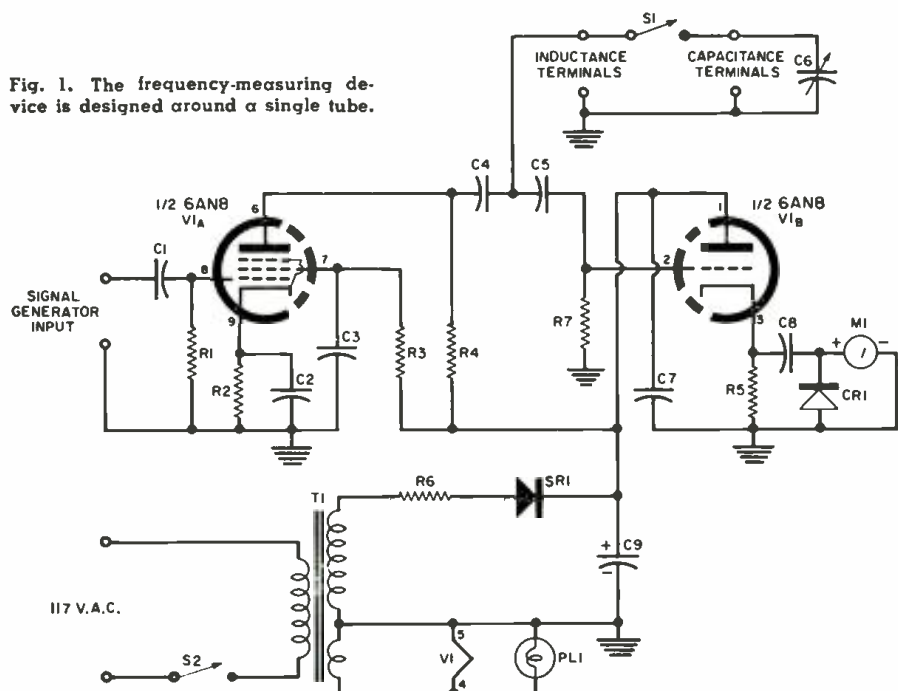 Fig. 1. The frequency-measuring de-
vice is designed around a single tube.
S1
INDUCTANCE
TERMINALS
CAPACITANCE
TERMINALS
C6
C4
C5
1/2 6AN8
V1A
6
7
8
9
C1
SIGNAL
GENERATOR
INPUT
R1
R2
C2
C3
R3
R4
R7
1/2 6AN8
V1B
1
2
3
C7
R5
C8
+ M1 -
CR1
T1
R6
SR1
+
C9
-
117 V.A.C.
S2
5
V1
4
PL1